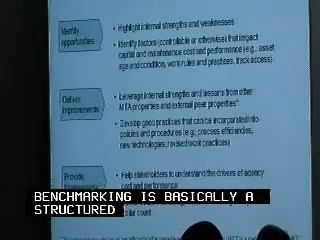 Identify
opportunities
• Highlight internal strengths and weaknesses
• Identify factors (controllable or otherwise) that impact
capital and maintenance cost and performance (e.g., asset
age and condition, work rules and practices, track access)
Deliver
improvements
• Leverage internal strengths and lessons from other
MTA properties and external peer properties*
• Develop good practices that can be incorporated into
policies and procedures (e.g., process efficiencies,
new technologies, revised work practices)
Provide
• Help stakeholders to understand the drivers of agency
cost and performance
BENCHMARKING IS BASICALLY A
STRUCTURED
dollar count